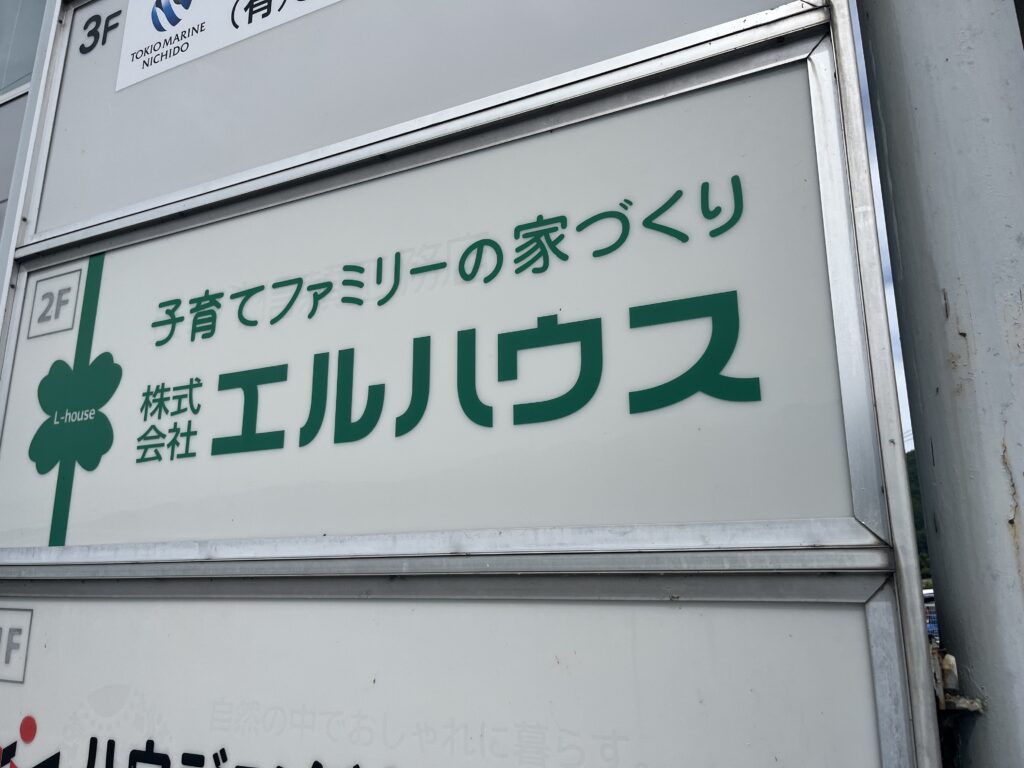 3F
TOKIO MARINE
NICHIDO
2F
子育てファミリーの家づくり
L-house
株式
会社
エルハウス
1F
自然の中でおしゃれに暮らす。